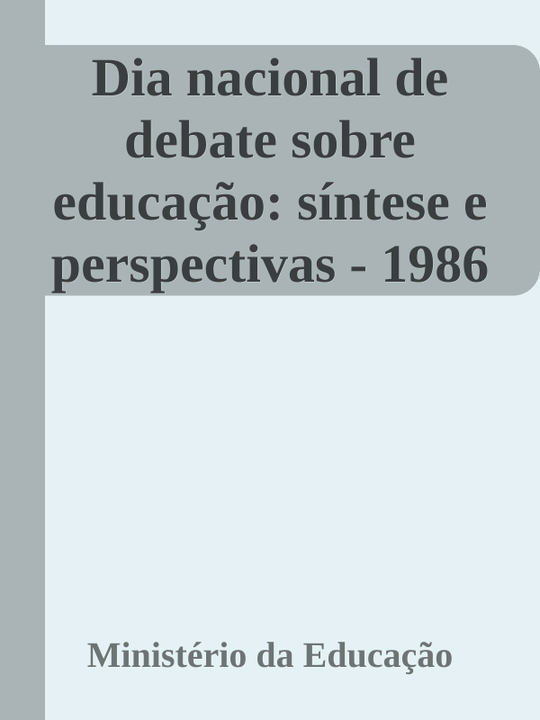 Dia nacional de
debate sobre
educação: síntese e
perspectivas - 1986
Ministério da Educação